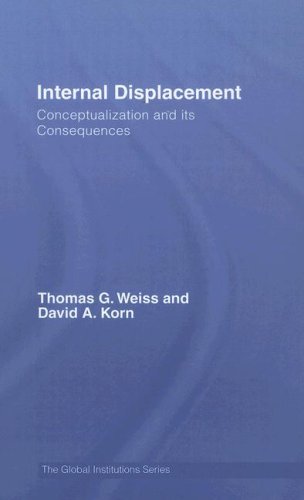 Internal Displacement
Conceptualization and its
Consequences
Thomas G. Weiss and
David A. Korn
The Global Institutions Series